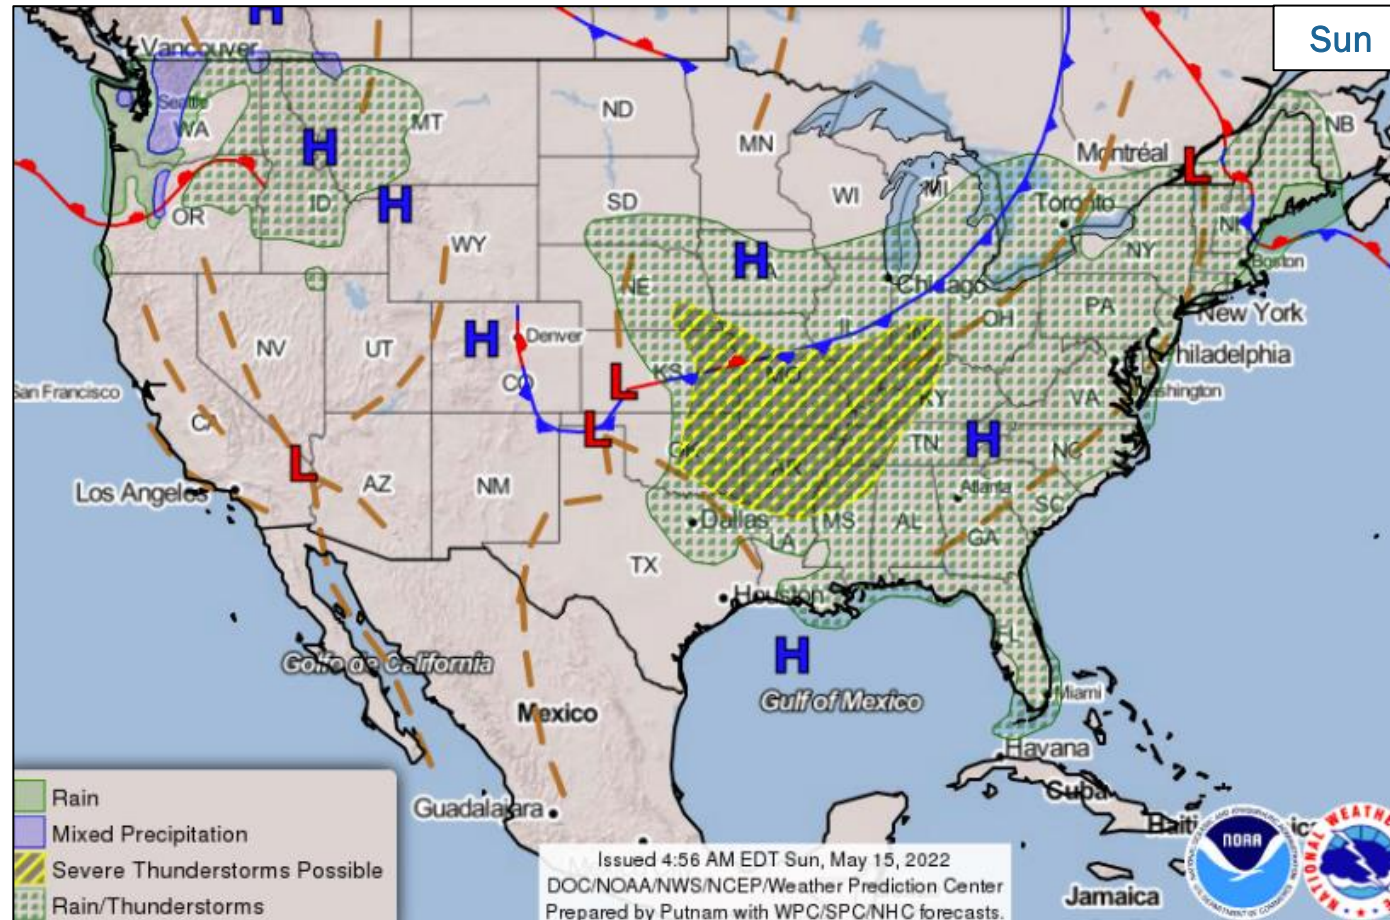 Sun
H
Vancouver
Seattle
WA
MT
ND
MN
Montréal
NB
L
H
H
ID
OR
SD
WI
MI
Toronto
NY
WY
H
NE
Chicago
Boston
PA
OH
New York
NV
UT
H
Denver
CO
IL
Philadelphia
San Francisco
L
KS
MO
KY
VA
Washington
CA
L
OK
TN
H
NC
L
Los Angeles
AZ
NM
AR
Atlanta
SC
Dallas
MS
AL
GA
LA
TX
Houston
FL
H
Golfo de California
Gulf of Mexico
Miami
Mexico
Havana
Cuba
Guadalajara
Haiti
Jamaica
Rain
Mixed Precipitation
Severe Thunderstorms Possible
Rain/Thunderstorms
Issued 4:56 AM EDT Sun, May 15, 2022
DOC/NOAA/NWS/NCEP/Weather Prediction Center
Prepared by Putnam with WPC/SPC/NHC forecasts.
NOAA